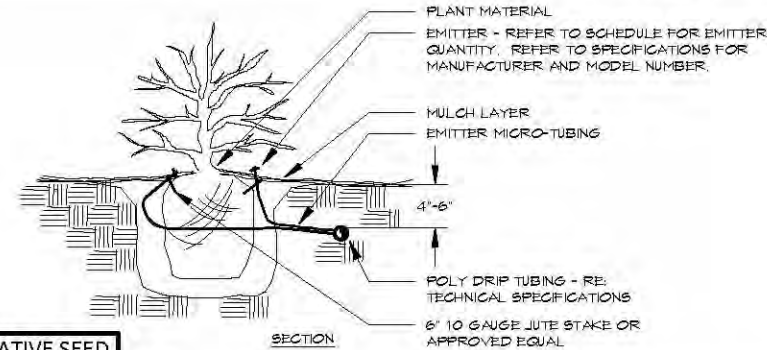 PLANT MATERIAL
EMITTER - REFER TO SCHEDULE FOR EMITTER
QUANTITY. REFER TO SPECIFICATIONS FOR
MANUFACTURER AND MODEL NUMBER.
MULCH LAYER
EMITTER MICRO-TUBING
4"-6"
POLY DRIP TUBING - RE:
TECHNICAL SPECIFICATIONS
6" 10 GAUGE JUTE STAKE OR
APPROVED EQUAL
SECTION
ATIVE SEED